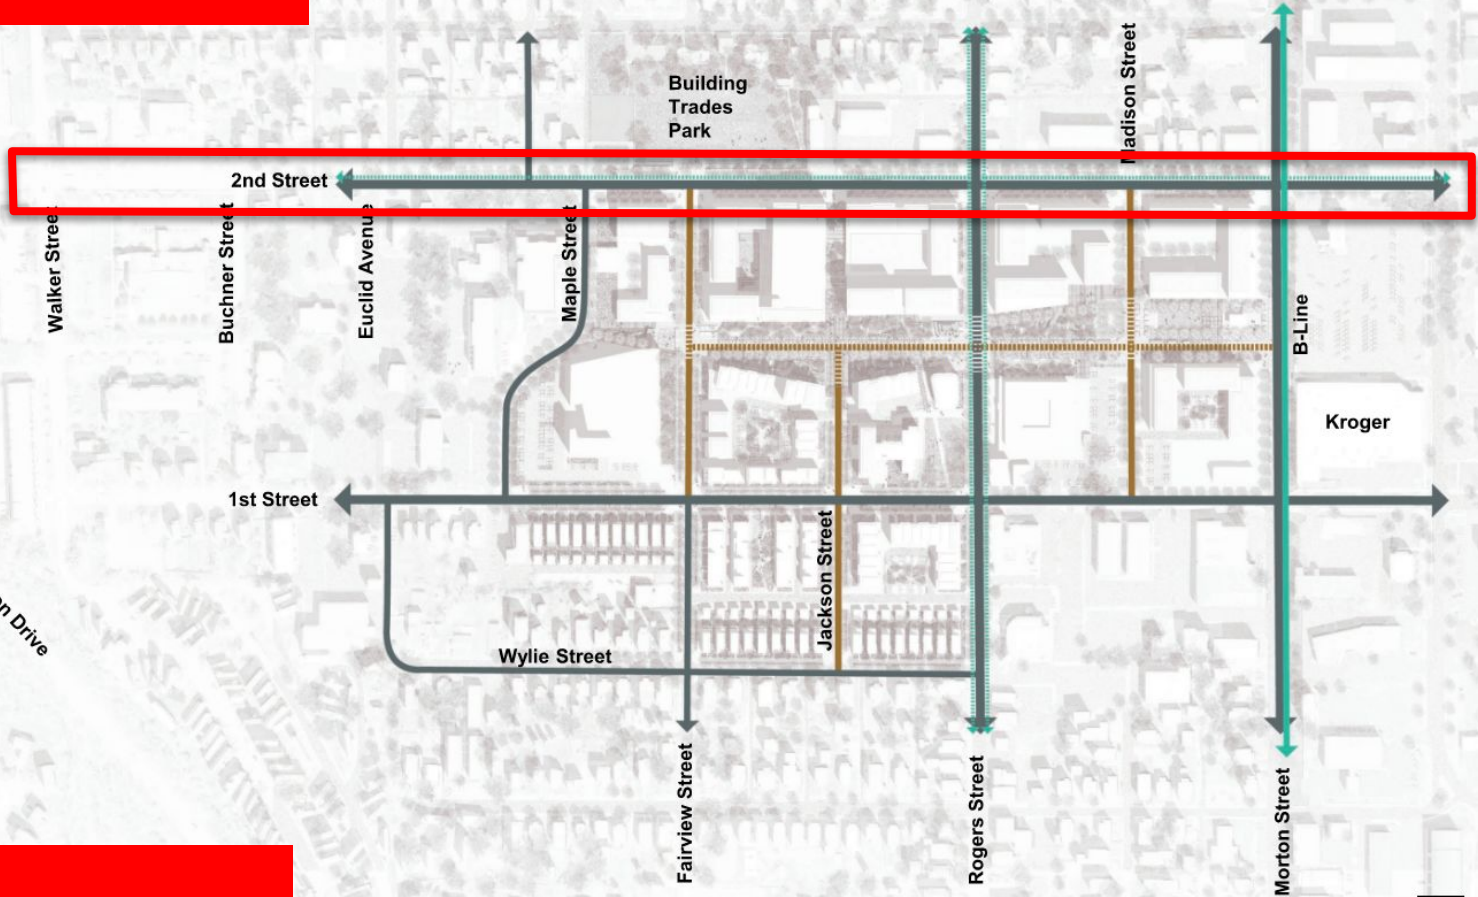 Building
Trades
Park
Madison Street
2nd Street
Walker Street
Buchner Street
Euclid Avenue
Maple Street
B-Line
Kroger
1st Street
Jackson Street
Wylie Street
Drive
Fairview Street
Rogers Street
Morton Street